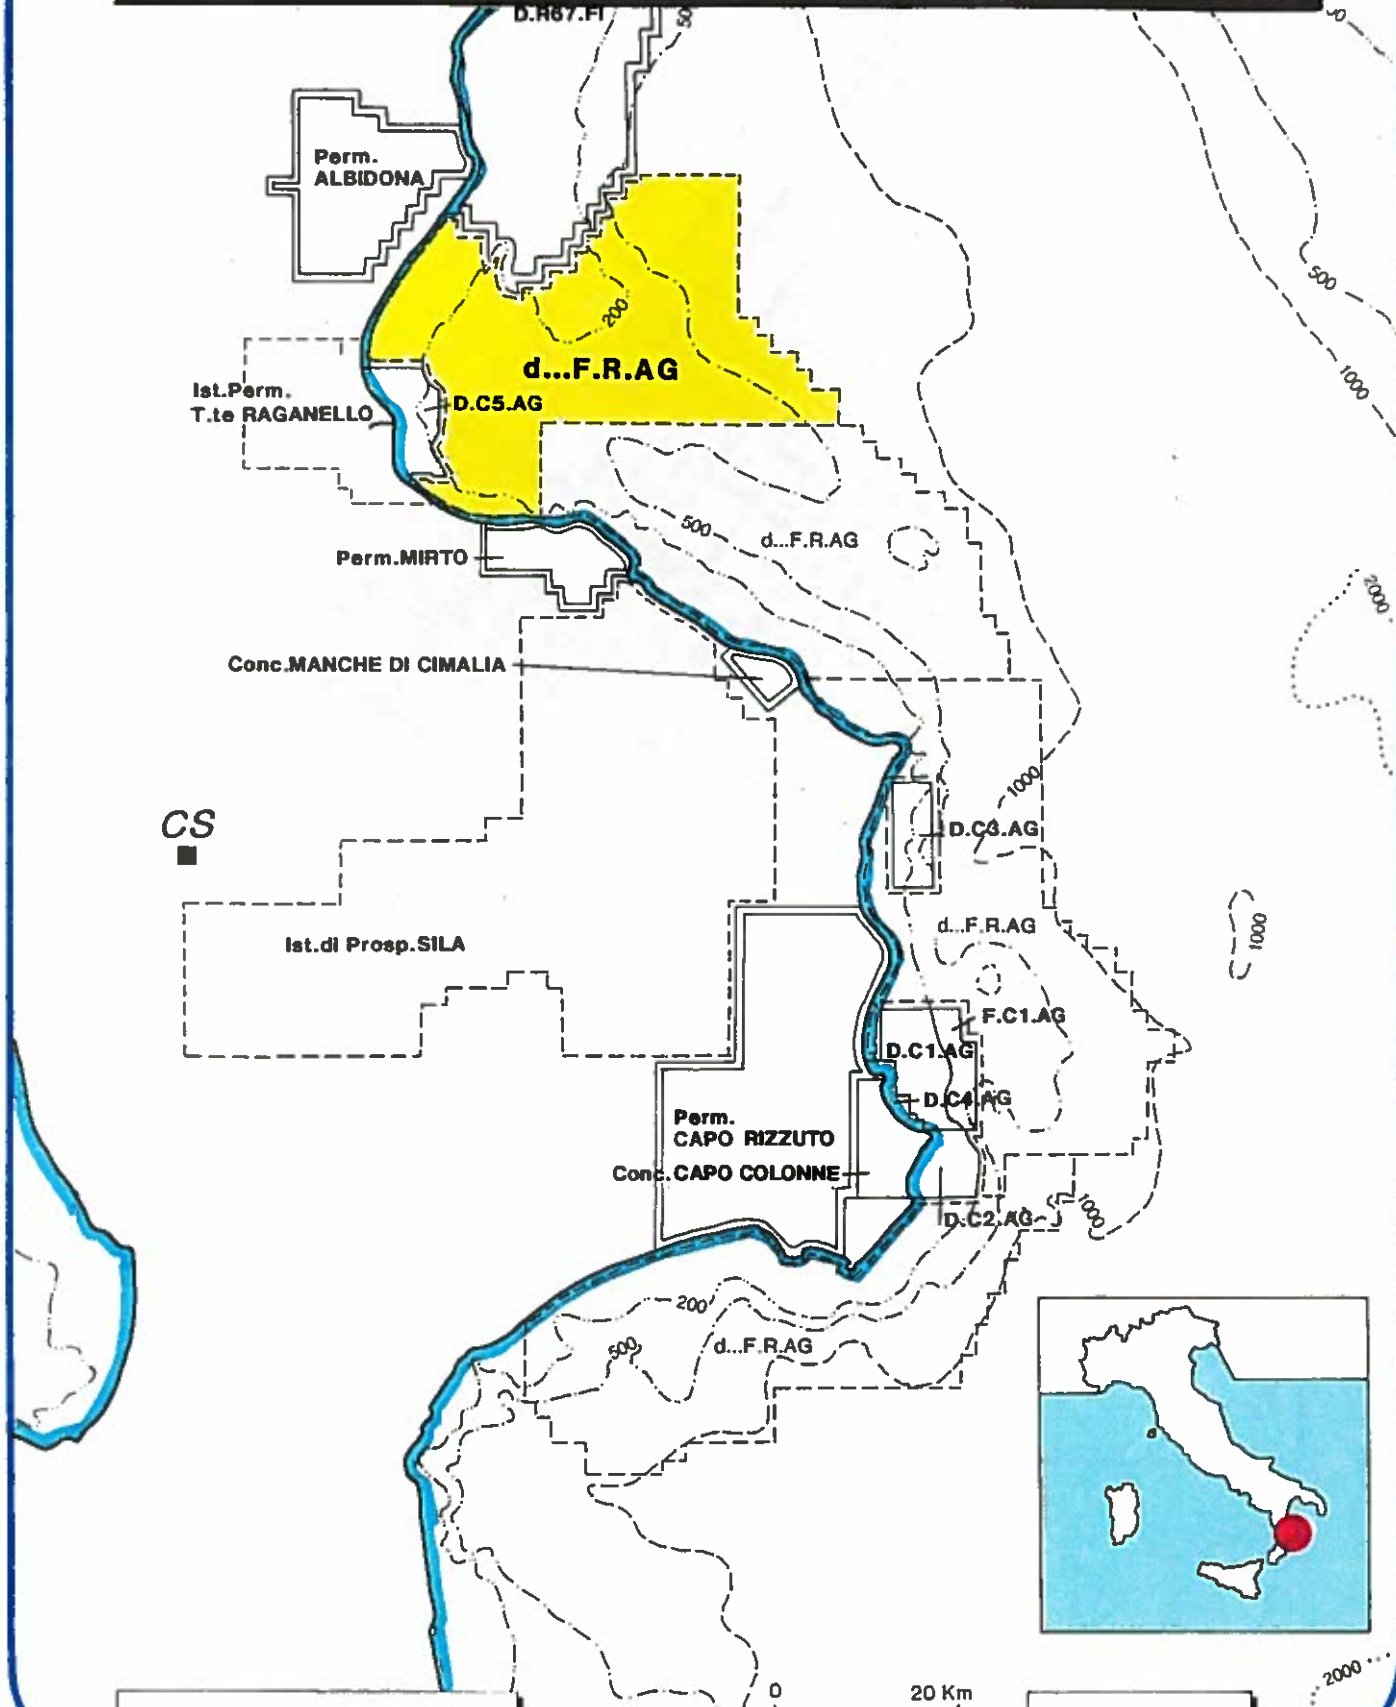 D.R67.FI
50
Perm.
ALBIDONA
500
200
1000
d...F.R.AG
Ist.Perm.
T.te RAGANELLO
D.C5.AG
500
d...F.R.AG
Perm.MIRTO
2000
Conc.MANCHE DI CIMALIA
1000
CS
D.C3.AG
d...F.R.AG
1000
Ist.di Prosp.SILA
F.C1.AG
D.C1.AG
D.C4.AG
Perm.
CAPO RIZZUTO
Conc.CAPO COLONNE
1000
D.C2.AG
200
500
d...F.R.AG
2000
0
20 Km